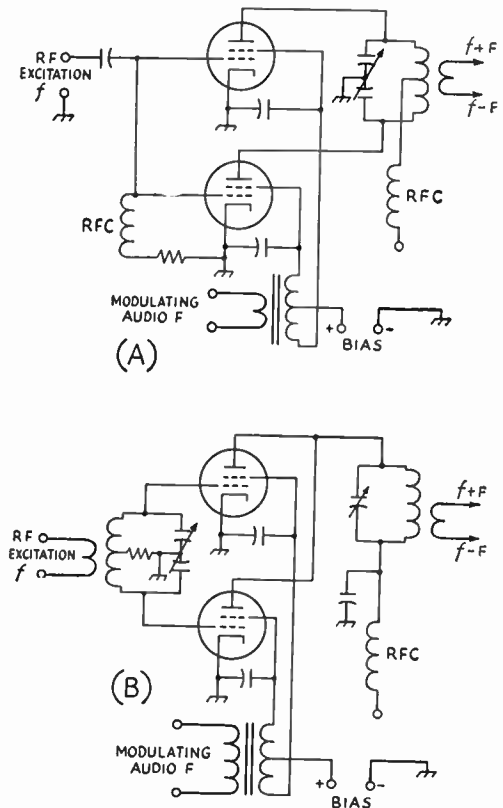 RF
EXCITATION
f
f+F
f-F
RFC
RFC
MODULATING
AUDIO F
+ -
BIAS
(A)
RF
EXCITATION
f
f+F
f-F
RFC
(B)
MODULATING
AUDIO F
+ -
BIAS